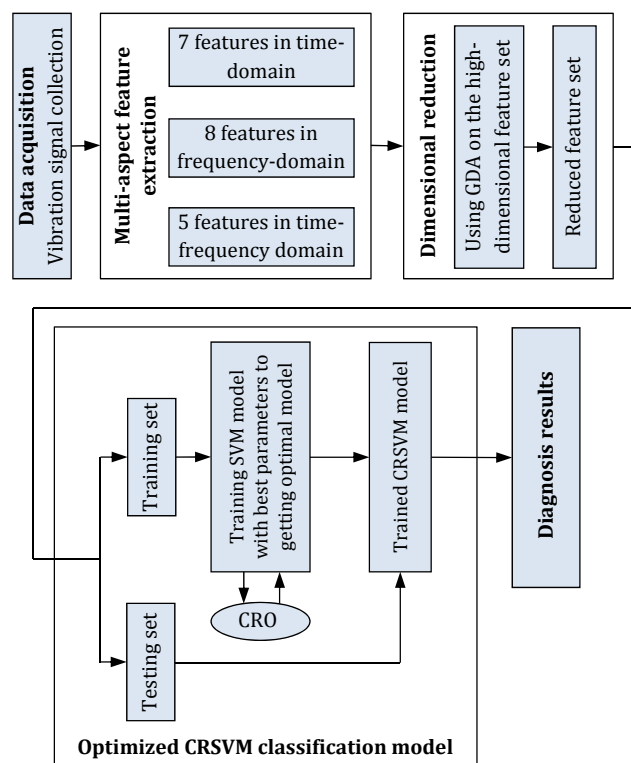 Data acquisition
Vibration signal collection
Multi-aspect feature
extraction
7 features in time-
domain
8 features in
frequency-domain
5 features in time-
frequency domain
Dimensional reduction
Using GDA on the high-
dimensional feature set
Reduced feature set
Training set
Testing set
Training SVM model
with best parameters to
getting optimal model
CRO
Trained CRSVM model
Diagnosis results
Optimized CRSVM classification model